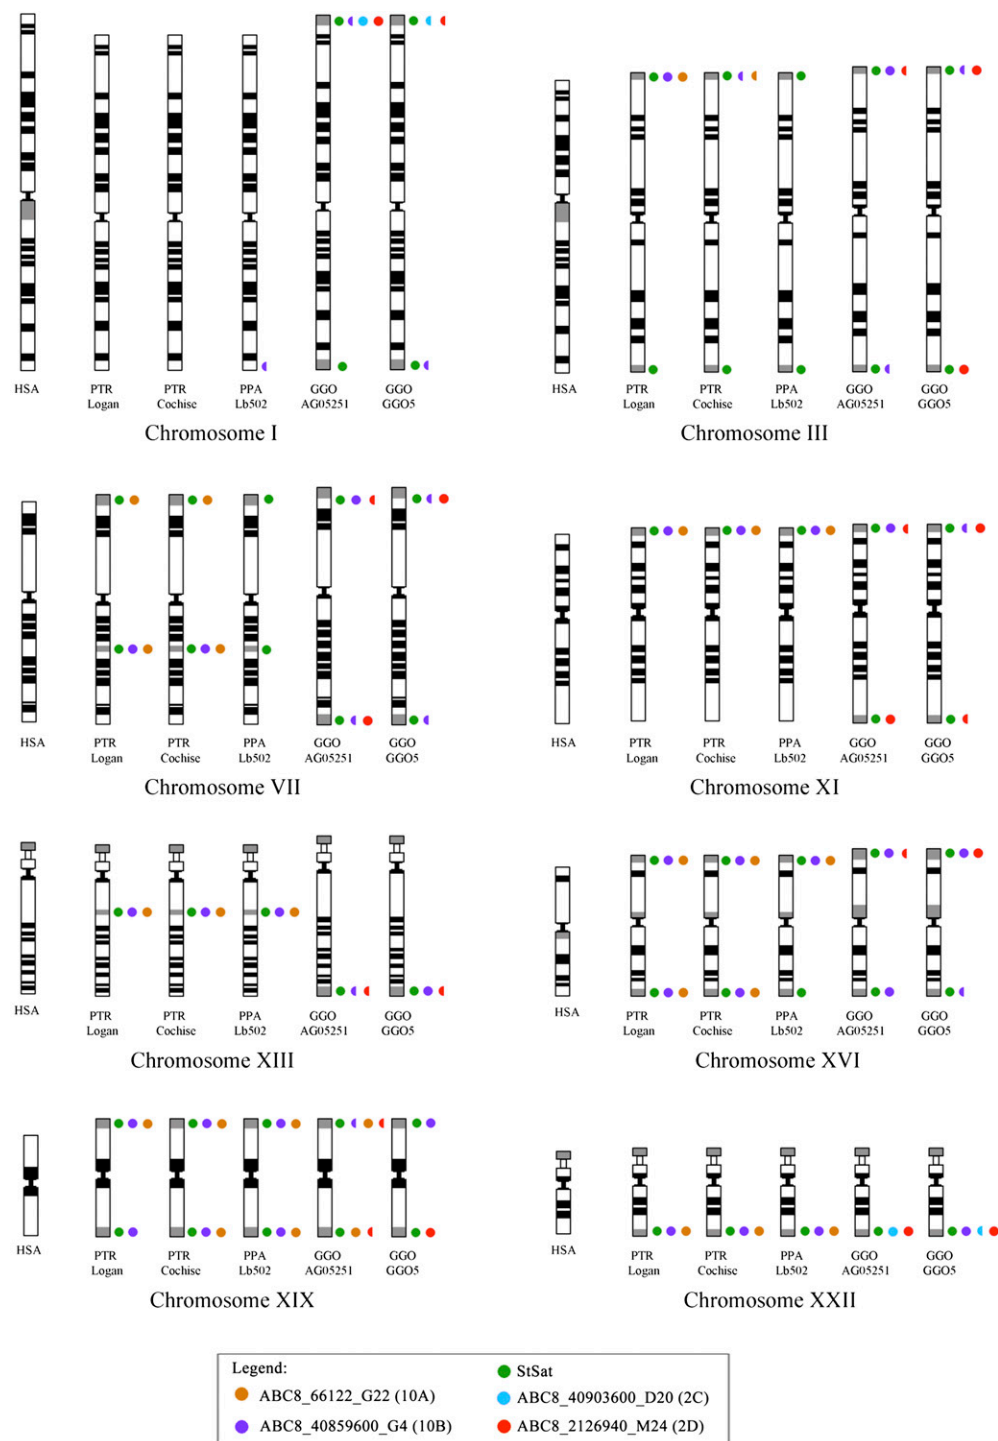 HSA
PTR
Logan
PTR
Cochise
PPA
Lb502
GGO
AG05251
GGO
GGO5
Chromosome I
HSA
PTR
Logan
PTR
Cochise
PPA
Lb502
GGO
AG05251
GGO
GGO5
Chromosome III
HSA
PTR
Logan
PTR
Cochise
PPA
Lb502
GGO
AG05251
GGO
GGO5
Chromosome VII
HSA
PTR
Logan
PTR
Cochise
PPA
Lb502
GGO
AG05251
GGO
GGO5
Chromosome XI
HSA
PTR
Logan
PTR
Cochise
PPA
Lb502
GGO
AG05251
GGO
GGO5
Chromosome XIII
HSA
PTR
Logan
PTR
Cochise
PPA
Lb502
GGO
AG05251
GGO
GGO5
Chromosome XVI
HSA
PTR
Logan
PTR
Cochise
PPA
Lb502
GGO
AG05251
GGO
GGO5
Chromosome XIX
HSA
PTR
Logan
PTR
Cochise
PPA
Lb502
GGO
AG05251
GGO
GGO5
Chromosome XXII
Legend:
ABC8_66122_G22 (10A)
ABC8_40859600_G4 (10B)
StSat
ABC8_40903600_D20 (2C)
ABC8_2126940_M24 (2D)